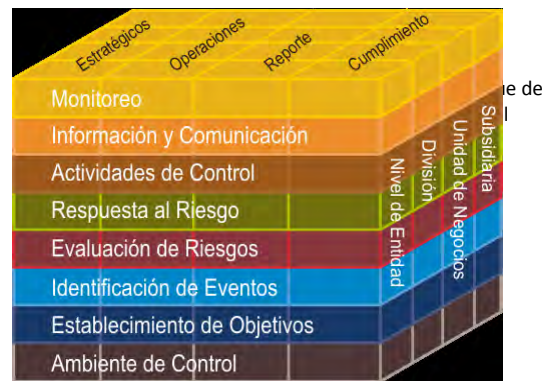 Estratégicos
Operaciones
Reporte
Cumplimiento
Monitoreo
Información y Comunicación
Actividades de Control
Respuesta al Riesgo
Evaluación de Riesgos
Identificación de Eventos
Establecimiento de Objetivos
Ambiente de Control
Nivel de Entidad
División
Unidad de Negocios
Subsidiaria
de